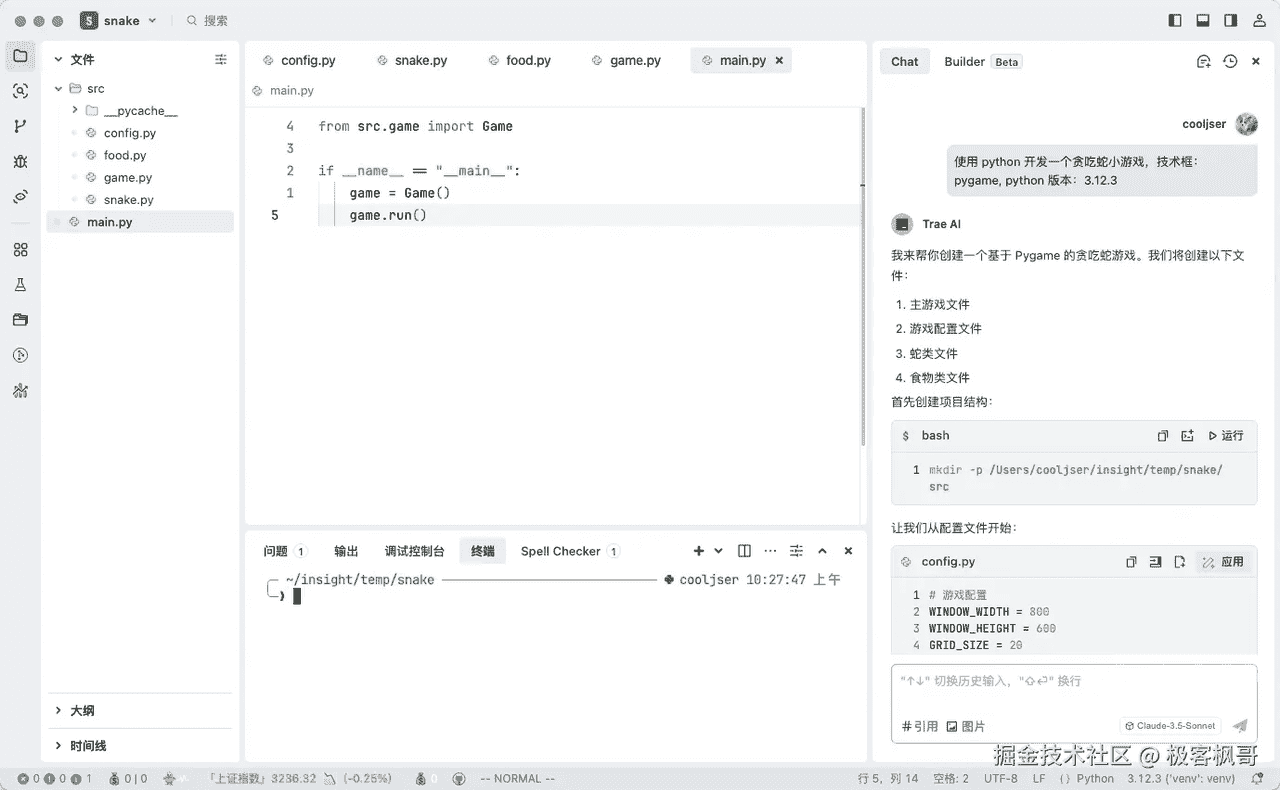 S snake
搜索
文件
src
__pycache__
config.py
food.py
game.py
snake.py
main.py
大纲
时间线
config.py snake.py food.py game.py main.py
main.py
4 from src.game import Game
3
2 if __name__ == "__main__":
1 game = Game()
5 game.run()
问题 1 输出 调试控制台 终端 Spell Checker 1
~/insight/temp/snake cooljser 10:27:47 上午
Chat Builder Beta
cooljser
使用 python 开发一个贪吃蛇小游戏，技术框：
pygame, python 版本：3.12.3
Trae AI
我来帮你创建一个基于 Pygame 的贪吃蛇游戏。我们将创建以下文
件：
1. 主游戏文件
2. 游戏配置文件
3. 蛇类文件
4. 食物类文件
首先创建项目结构：
$ bash 运行
1 mkdir -p /Users/cooljser/insight/temp/snake/
src
让我们从配置文件开始：
config.py 应用
1 # 游戏配置
2 WINDOW_WIDTH = 800
3 WINDOW_HEIGHT = 600
4 GRID_SIZE = 20
"↑↓" 切换历史输入，"⇧⏎" 换行
#引用 图片 Claude-3.5-Sonnet
掘金技术社区 @ 极客枫哥
0 0 1 0|0 「上证指数」3236.32 (-0.25%) 0 -- NORMAL -- 行 5，列 14 空格: 2 UTF-8 LF () Python 3.12.3 ('venv': venv)